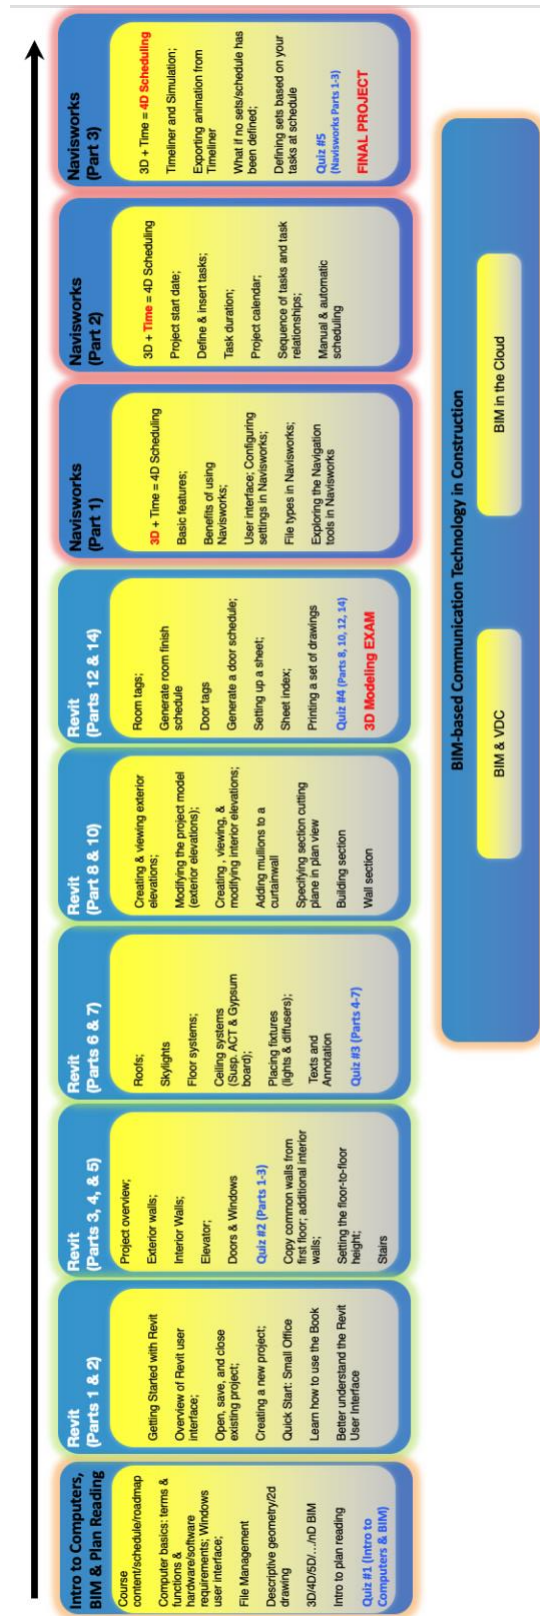 Intro to Computers,
BIM & Plan Reading
Course
content/schedule/roadmap
Computer basics: terms &
functions &
hardware/software
requirements; Windows
user interface;
File Management
Descriptive geometry/2d
drawing
3D/4D/5D/…/nD BIM
Intro to plan reading
Quiz #1 (Intro to
Computers & BIM)
Revit
(Parts 1 & 2)
Getting Started with Revit
Overview of Revit user
interface;
Open, save, and close
existing project;
Creating a new project;
Quick Start: Small Office
Learn how to use the Book
Better understand the Revit
User Interface
Revit
(Parts 3, 4, & 5)
Project overview;
Exterior walls;
Interior Walls;
Elevator;
Doors & Windows
Quiz #2 (Parts 1-3)
Copy common walls from
first floor; additional interior
walls;
Setting the floor-to-floor
height;
Stairs
Revit
(Parts 6 & 7)
Roofs;
Skylights
Floor systems;
Ceiling systems
(Susp. ACT & Gypsum
board);
Placing fixtures
(lights & diffusers);
Texts and
Annotation
Quiz #3 (Parts 4-7)
Revit
(Part 8 & 10)
Creating & viewing exterior
elevations;
Modifying the project model
(exterior elevations);
Creating , viewing, &
modifying interior elevations;
Adding mullions to a
curtainwall
Specifying section cutting
plane in plan view
Building section
Wall section
Revit
(Parts 12 & 14)
Room tags;
Generate room finish
schedule
Door tags
Generate a door schedule;
Setting up a sheet;
Sheet index;
Printing a set of drawings
Quiz #4 (Parts 8, 10, 12, 14)
3D Modeling EXAM
Navisworks
(Part 1)
3D + Time = 4D Scheduling
Basic features;
Benefits of using
Navisworks;
User interface; Configuring
settings in Navisworks;
File types in Navisworks;
Exploring the Navigation
tools in Navisworks
Navisworks
(Part 2)
3D + Time = 4D Scheduling
Project start date;
Define & insert tasks;
Task duration;
Project calendar;
Sequence of tasks and task
relationships;
Manual & automatic
scheduling
Navisworks
(Part 3)
3D + Time = 4D Scheduling
Timeliner and Simulation;
Exporting animation from
Timeliner
What if no sets/schedule has
been defined;
Defining sets based on your
tasks at schedule
Quiz #5
(Navisworks Parts 1-3)
FINAL PROJECT
BIM-based Communication Technology in Construction
BIM & VDC
BIM in the Cloud